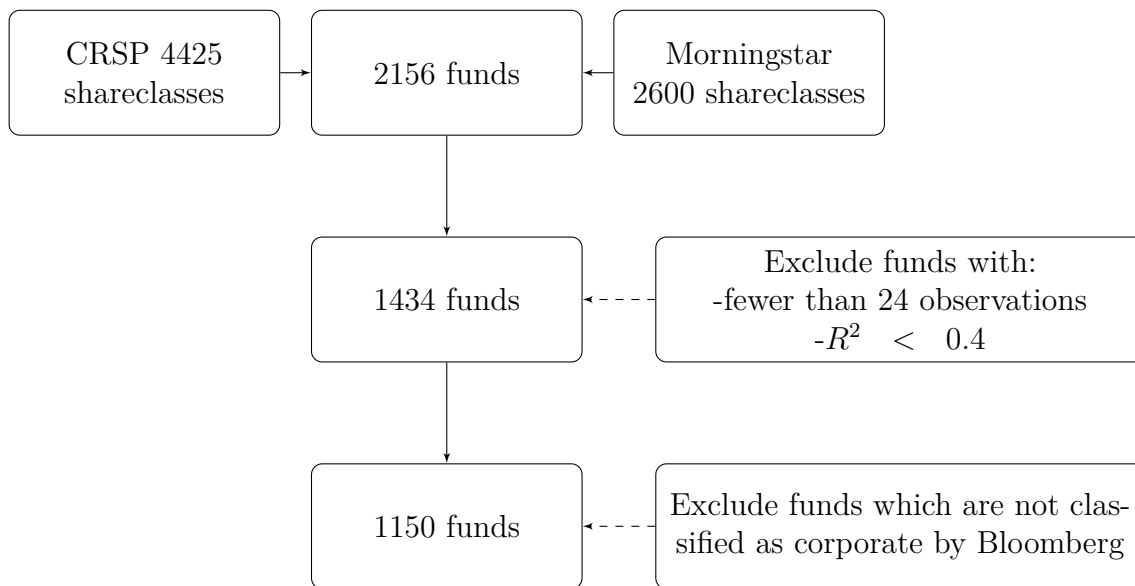 CRSP 4425
shareclasses
2156 funds
Morningstar
2600 shareclasses
1434 funds
Exclude funds with:
-fewer than 24 observations
-R² < 0.4
1150 funds
Exclude funds which are not clas-
sified as corporate by Bloomberg